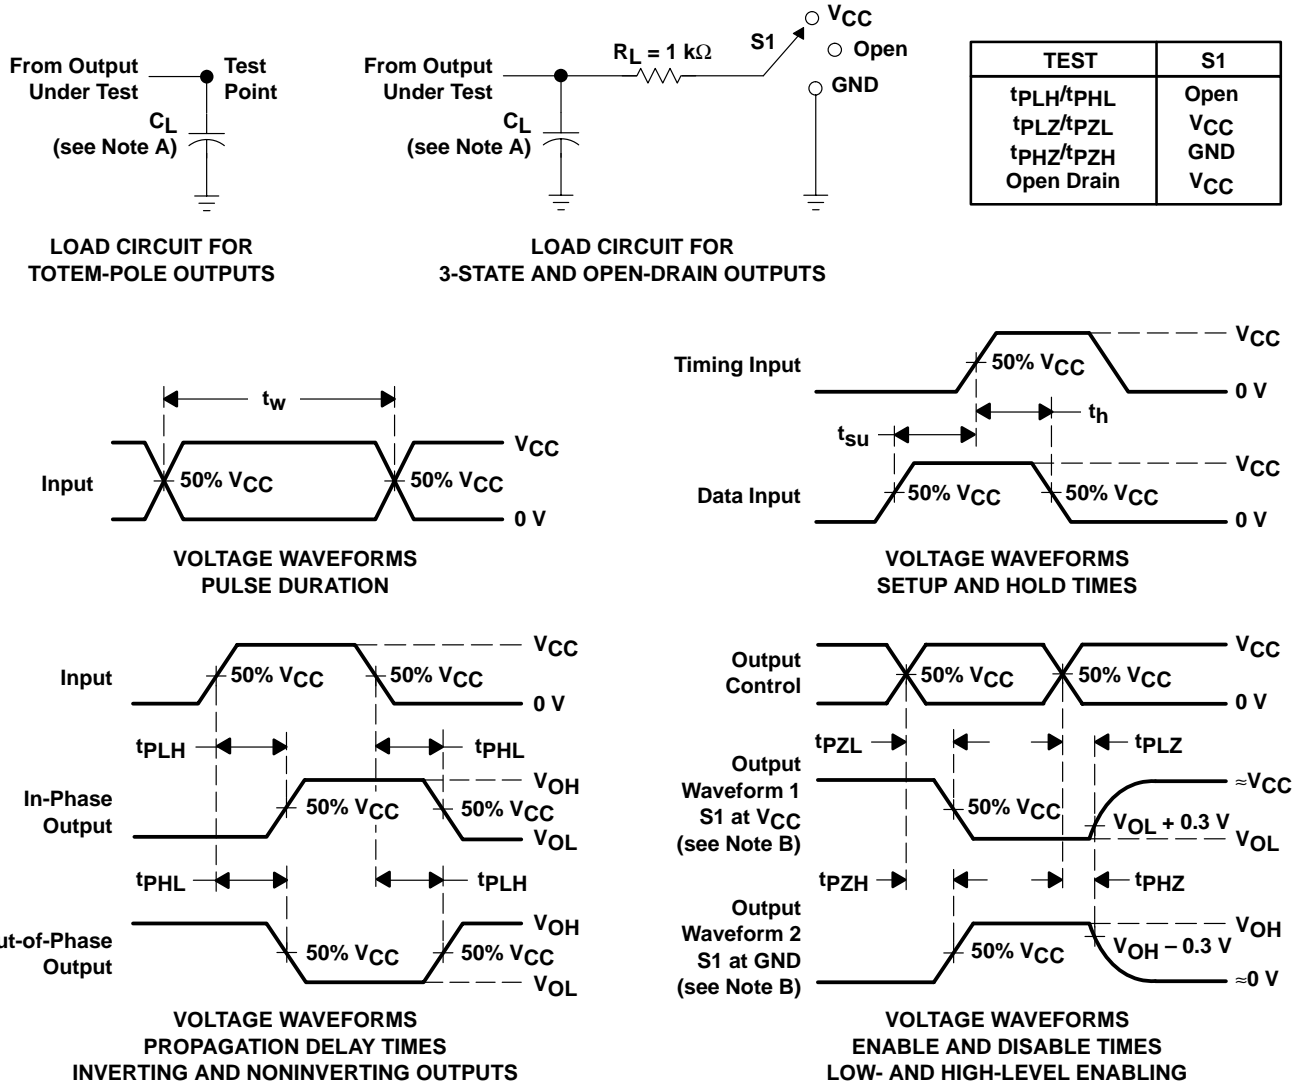 From Output
Under Test
Test
Point
CL
(see Note A)
LOAD CIRCUIT FOR
TOTEM-POLE OUTPUTS
From Output
Under Test
RL = 1 kΩ
S1
VCC
Open
GND
CL
(see Note A)
LOAD CIRCUIT FOR
3-STATE AND OPEN-DRAIN OUTPUTS
TEST S1
tPLH/tPHL Open
tPLZ/tPZL VCC
tPHZ/tPZH GND
Open Drain VCC
tw
Input
50% VCC
50% VCC
VCC
0 V
VOLTAGE WAVEFORMS
PULSE DURATION
Timing Input
50% VCC
VCC
0 V
th
tsu
Data Input
50% VCC
50% VCC
VCC
0 V
VOLTAGE WAVEFORMS
SETUP AND HOLD TIMES
Input
50% VCC
50% VCC
VCC
0 V
tPLH
tPHL
In-Phase
Output
50% VCC
50% VCC
VOH
VOL
tPHL
tPLH
ut-of-Phase
Output
50% VCC
50% VCC
VOH
VOL
VOLTAGE WAVEFORMS
PROPAGATION DELAY TIMES
INVERTING AND NONINVERTING OUTPUTS
Output
Control
50% VCC
50% VCC
VCC
0 V
tPZL
tPLZ
Output
Waveform 1
S1 at VCC
(see Note B)
50% VCC
VOL + 0.3 V
≈VCC
VOL
tPZH
tPHZ
Output
Waveform 2
S1 at GND
(see Note B)
50% VCC
VOH − 0.3 V
VOH
≈0 V
VOLTAGE WAVEFORMS
ENABLE AND DISABLE TIMES
LOW- AND HIGH-LEVEL ENABLING